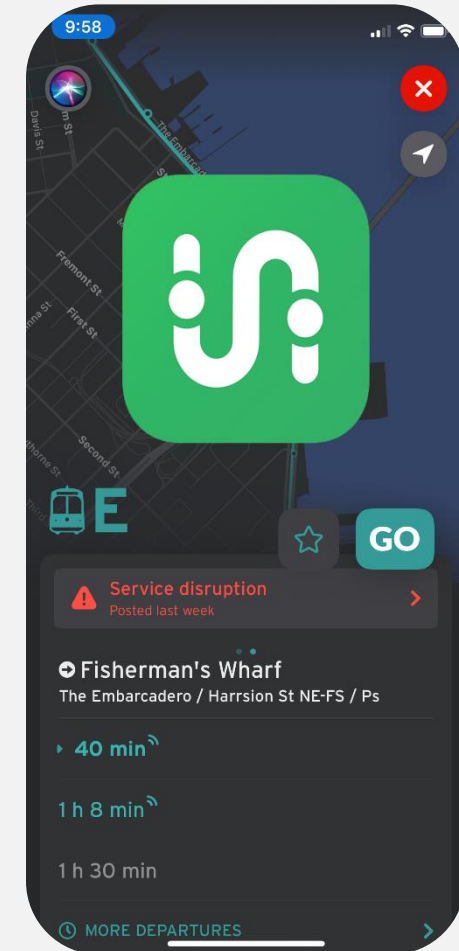 9:58
Davis St
The Embarcad
Fremont St
First St
Second St
E
GO
Service disruption
Posted last week
Fisherman's Wharf
The Embarcadero / Harrsion St NE-FS / Ps
40 min
1 h 8 min
1 h 30 min
MORE DEPARTURES